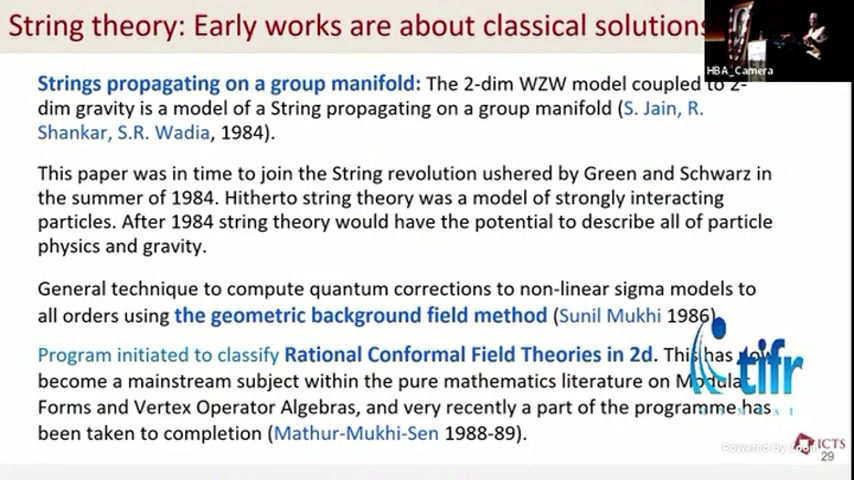 String theory: Early works are about classical solutions
HBA_Camera
Strings propagating on a group manifold: The 2-dim WZW model coupled to 2-
dim gravity is a model of a String propagating on a group manifold (S. Jain, R.
Shankar, S.R. Wadia, 1984).
This paper was in time to join the String revolution ushered by Green and Schwarz in
the summer of 1984. Hitherto string theory was a model of strongly interacting
particles. After 1984 string theory would have the potential to describe all of particle
physics and gravity.
General technique to compute quantum corrections to non-linear sigma models to
all orders using the geometric background field method (Sunil Mukhi 1986)
Program initiated to classify Rational Conformal Field Theories in 2d. This has now
become a mainstream subject within the pure mathematics literature on Modular
Forms and Vertex Operator Algebras, and very recently a part of the programme has
been taken to completion (Mathur-Mukhi-Sen 1988-89).
tifr
Powered by Zoom
ICTS
29